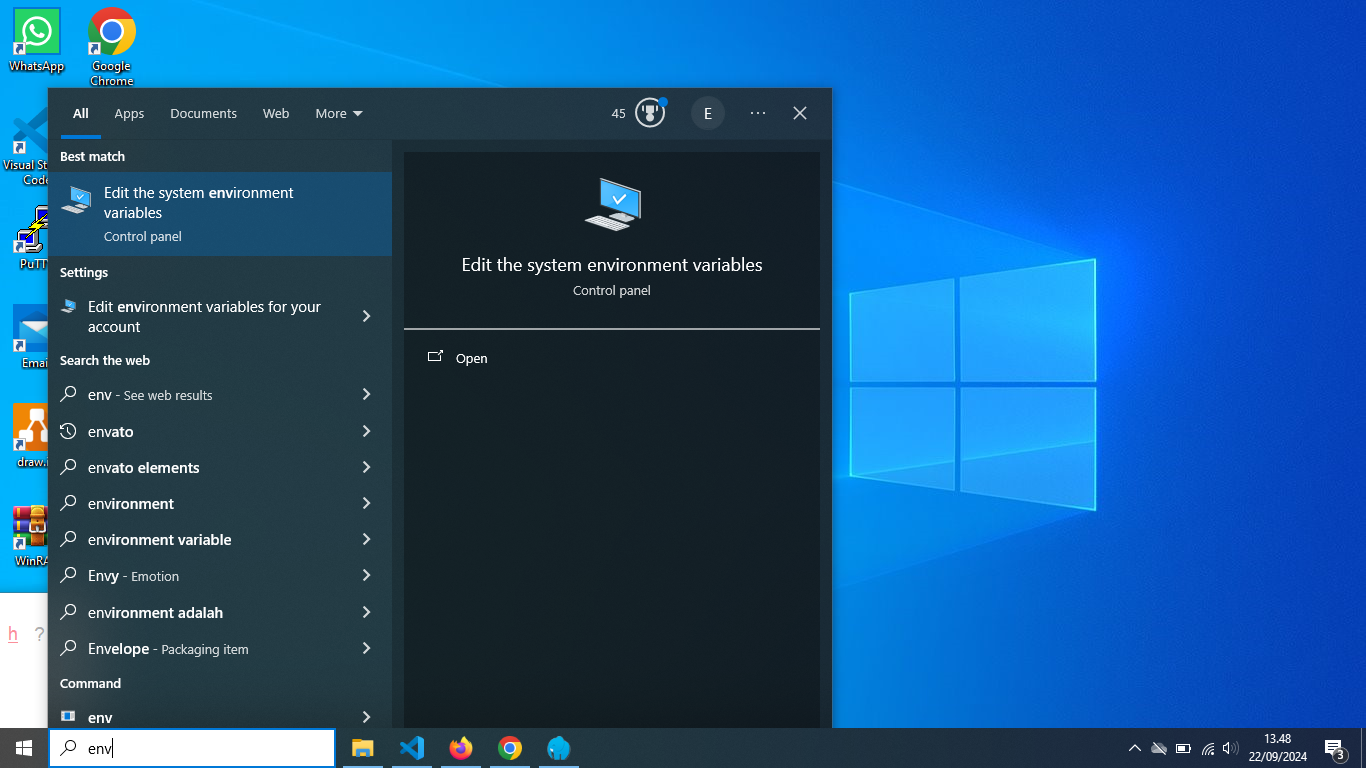 WhatsApp
Google
Chrome
All Apps Documents Web More 45 E
Best match
Edit the system environment
variables
Control panel
Settings
Edit environment variables for your
account
Search the web
env - See web results
envato
envato elements
environment
environment variable
Envy - Emotion
environment adalah
Envelope - Packaging item
Command
env
Edit the system environment variables
Control panel
Open
Visual St
Code
PuTT
Emai
draw.i
WinRA
h ?
env
13.48
22/09/2024
3